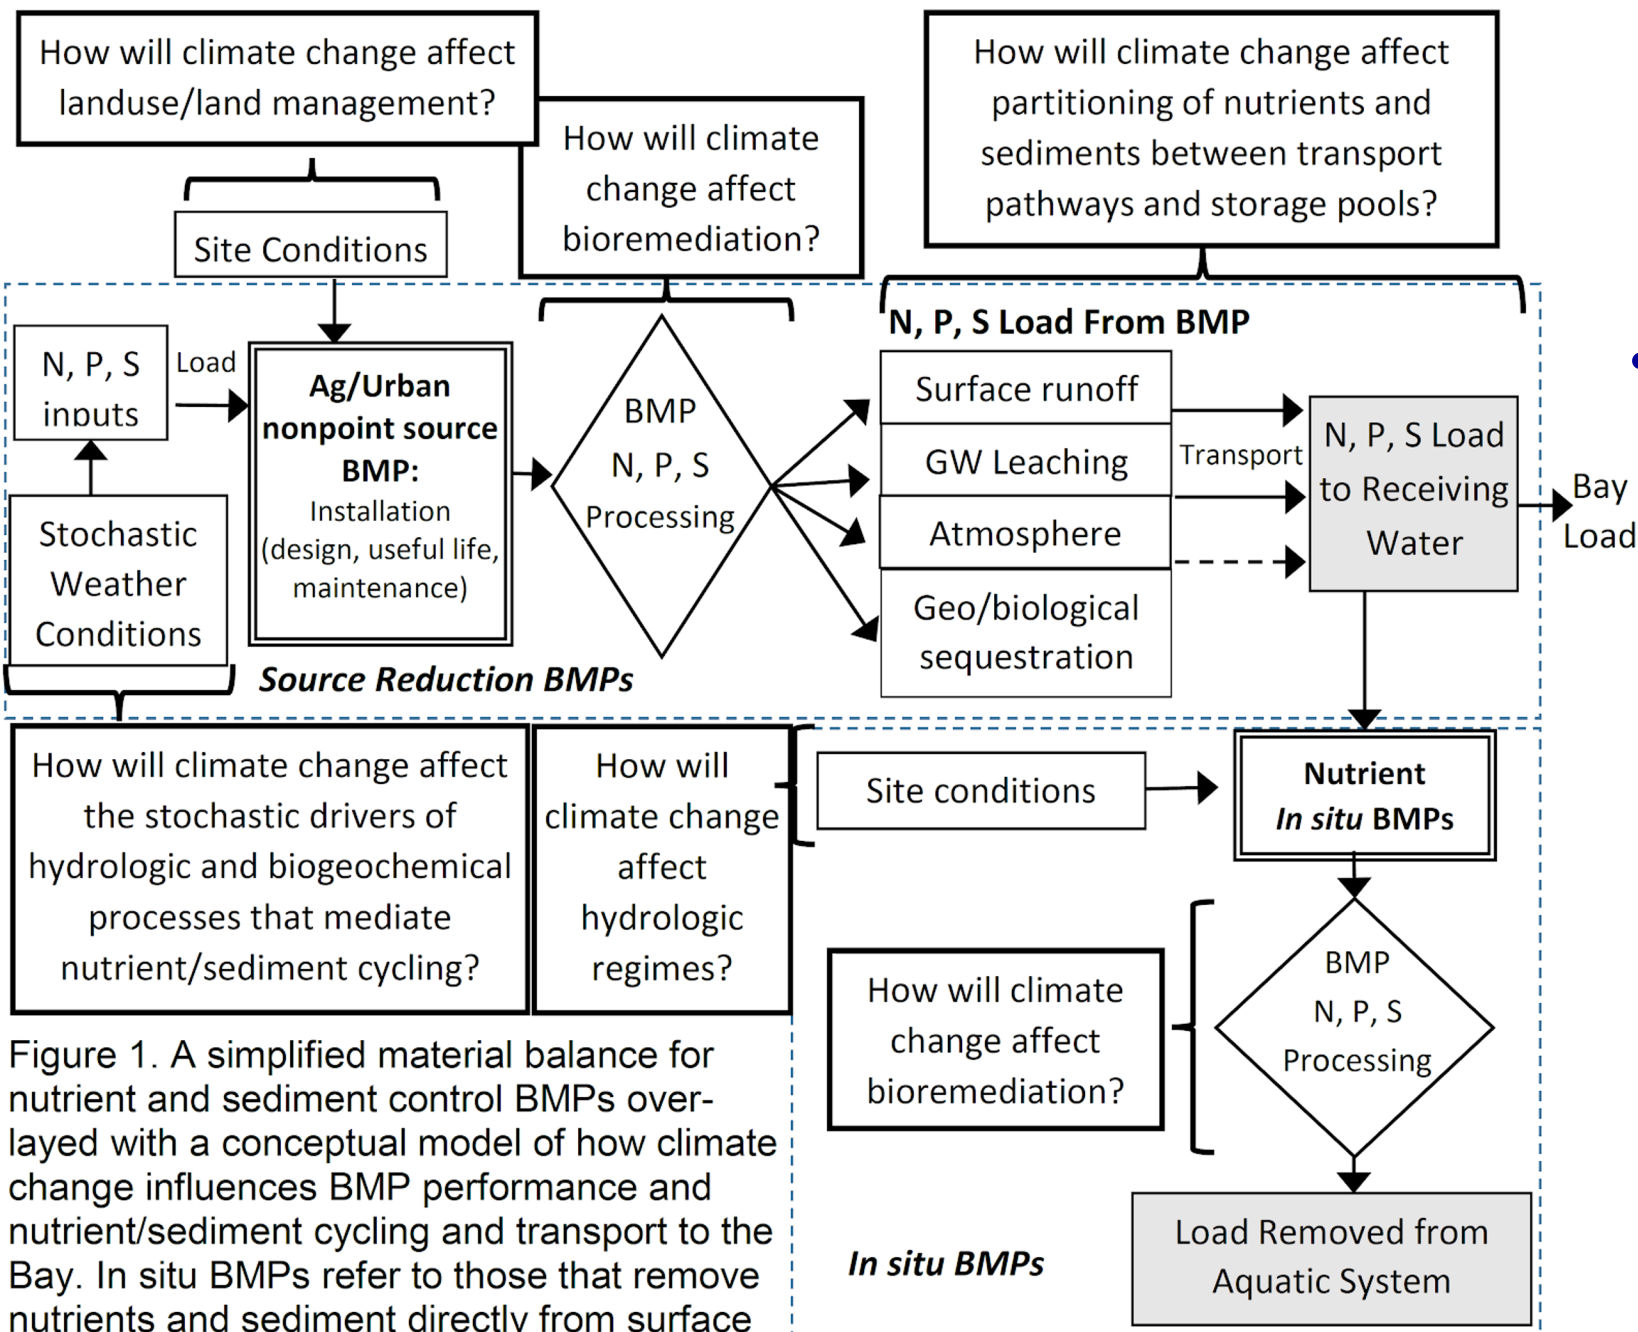 How will climate change affect
landuse/land management?
How will climate
change affect
bioremediation?
How will climate change affect
partitioning of nutrients and
sediments between transport
pathways and storage pools?
Site Conditions
N, P, S Load From BMP
N, P, S
inputs
Load
Ag/Urban
nonpoint source
BMP:
Installation
(design, useful life,
maintenance)
BMP
N, P, S
Processing
Surface runoff
GW Leaching
Atmosphere
Geo/biological
sequestration
Transport
N, P, S Load
to Receiving
Water
Bay
Load
Stochastic
Weather
Conditions
Source Reduction BMPs
How will climate change affect
the stochastic drivers of
hydrologic and biogeochemical
processes that mediate
nutrient/sediment cycling?
How will
climate change
affect
hydrologic
regimes?
Site conditions
Nutrient
In situ BMPs
How will climate
change affect
bioremediation?
BMP
N, P, S
Processing
Load Removed from
Aquatic System
In situ BMPs
Figure 1. A simplified material balance for
nutrient and sediment control BMPs over-
layed with a conceptual model of how climate
change influences BMP performance and
nutrient/sediment cycling and transport to the
Bay. In situ BMPs refer to those that remove
nutrients and sediment directly from surface